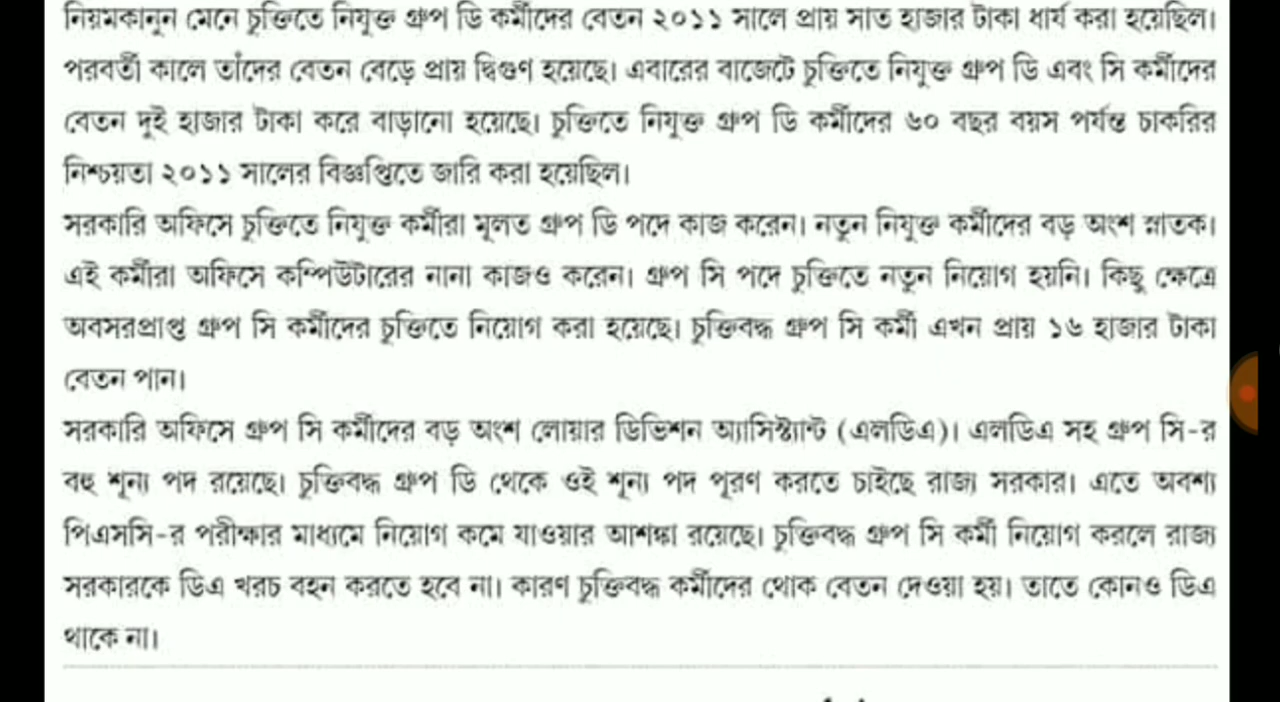 নিয়মকানুন মেনে চুক্তিতে নিযুক্ত গ্রুপ ডি কর্মীদের বেতন ২০১১ সালে প্রায় সাত হাজার টাকা ধার্য করা হয়েছিল।
পরবর্তী কালে তাঁদের বেতন বেড়ে প্রায় দ্বিগুণ হয়েছে। এবারের বাজেটে চুক্তিতে নিযুক্ত গ্রুপ ডি এবং সি কর্মীদের
বেতন দুই হাজার টাকা করে বাড়ানো হয়েছে। চুক্তিতে নিযুক্ত গ্রুপ ডি কর্মীদের ৬০ বছর বয়স পর্যন্ত চাকরির
নিশ্চয়তা ২০১১ সালের বিজ্ঞপ্তিতে জারি করা হয়েছিল।
সরকারি অফিসে চুক্তিতে নিযুক্ত কর্মীরা মূলত গ্রুপ ডি পদে কাজ করেন। নতুন নিযুক্ত কর্মীদের বড় অংশ স্নাতক।
এই কর্মীরা অফিসে কম্পিউটারের নানা কাজও করেন। গ্রুপ সি পদে চুক্তিতে নতুন নিয়োগ হয়নি। কিছু ক্ষেত্রে
অবসরপ্রাপ্ত গ্রুপ সি কর্মীদের চুক্তিতে নিয়োগ করা হয়েছে। চুক্তিবদ্ধ গ্রুপ সি কর্মী এখন প্রায় ১৬ হাজার টাকা
বেতন পান।
সরকারি অফিসে গ্রুপ সি কর্মীদের বড় অংশ লোয়ার ডিভিশন অ্যাসিস্ট্যান্ট (এলডিএ)। এলডিএ সহ গ্রুপ সি-র
বহু শূন্য পদ রয়েছে। চুক্তিবদ্ধ গ্রুপ ডি থেকে ওই শূন্য পদ পূরণ করতে চাইছে রাজ্য সরকার। এতে অবশ্য
পিএসসি-র পরীক্ষার মাধ্যমে নিয়োগ কমে যাওয়ার আশঙ্কা রয়েছে। চুক্তিবদ্ধ গ্রুপ সি কর্মী নিয়োগ করলে রাজ্য
সরকারকে ডিএ খরচ বহন করতে হবে না। কারণ চুক্তিবদ্ধ কর্মীদের থোক বেতন দেওয়া হয়। তাতে কোনও ডিএ
থাকে না।